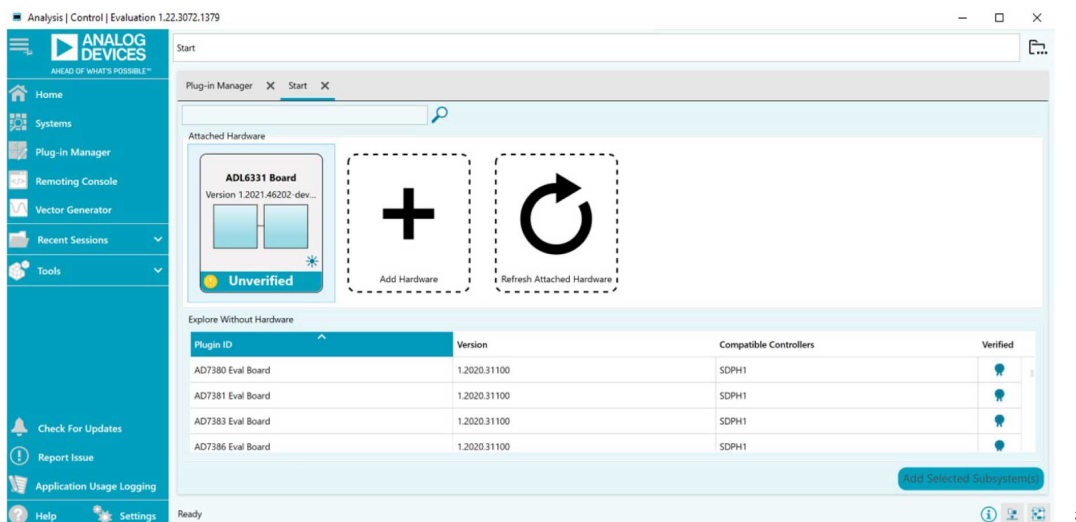 Analysis | Control | Evaluation 1.22.3072.1379
ANALOG
DEVICES
AHEAD OF WHAT'S POSSIBLE™
Start
Home
Systems
Plug-in Manager
Remoting Console
Vector Generator
Recent Sessions
Tools
Check For Updates
Report Issue
Application Usage Logging
Help Settings
Plug-in Manager X Start X
Attached Hardware
ADL6331 Board
Version 1.2021.46202-dev...
Unverified
Add Hardware
Refresh Attached Hardware
Explore Without Hardware
Plugin ID Version Compatible Controllers Verified
AD7380 Eval Board 1.2020.31100 SDPH1
AD7381 Eval Board 1.2020.31100 SDPH1
AD7383 Eval Board 1.2020.31100 SDPH1
AD7386 Eval Board 1.2020.31100 SDPH1
Add Selected Subsystem(s)
Ready